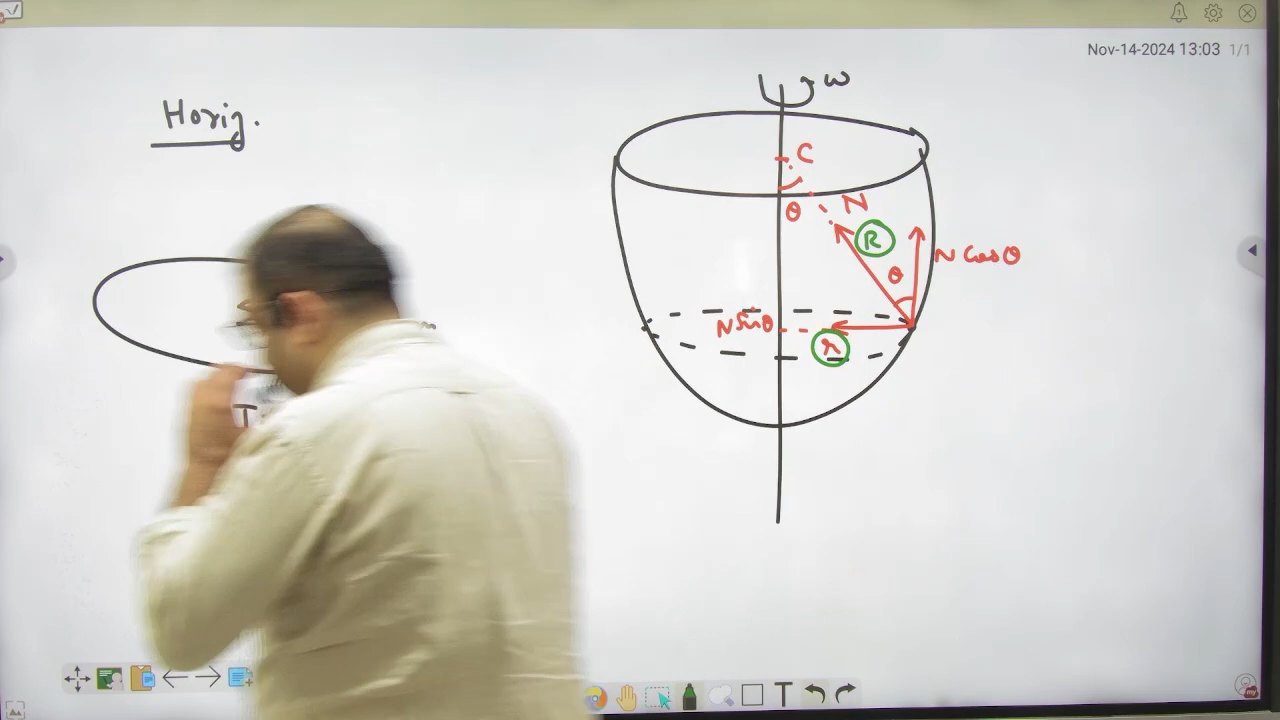 Nov-14-2024 13:03 1/1
Horiz.
ω
C
θ
N
R
N cosθ
θ
N sinθ
r
T
T